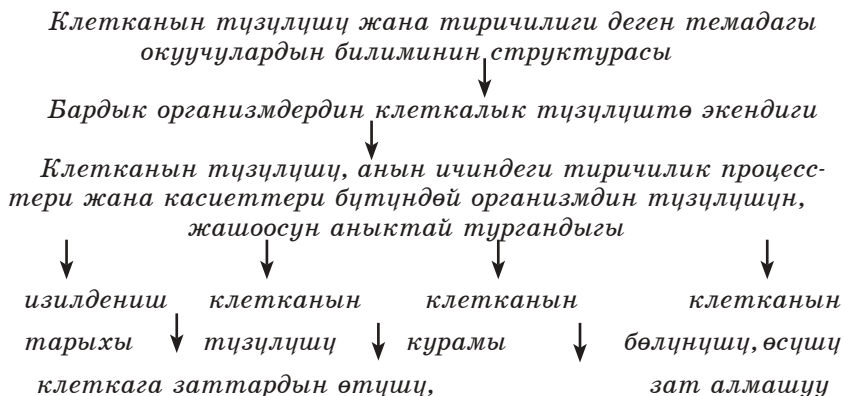 Клетканын түзүлүшү жана тиричилиги деген темадагы
окуучулардын билиминин структурасы
Бардык организмдердин клеткалык түзүлүштө экендиги
Клетканын түзүлүшү, анын ичиндеги тиричилик процесс-
тери жана касиеттери бүтүндөй организмдин түзүлүшүн,
жашоосун аныктай тургандыгы
изилдениш клетканын клетканын клетканын
тарыхы түзүлүшү курамы бөлүнүшү, өсүшү
клеткага заттардын өтүшү, зат алмашуу